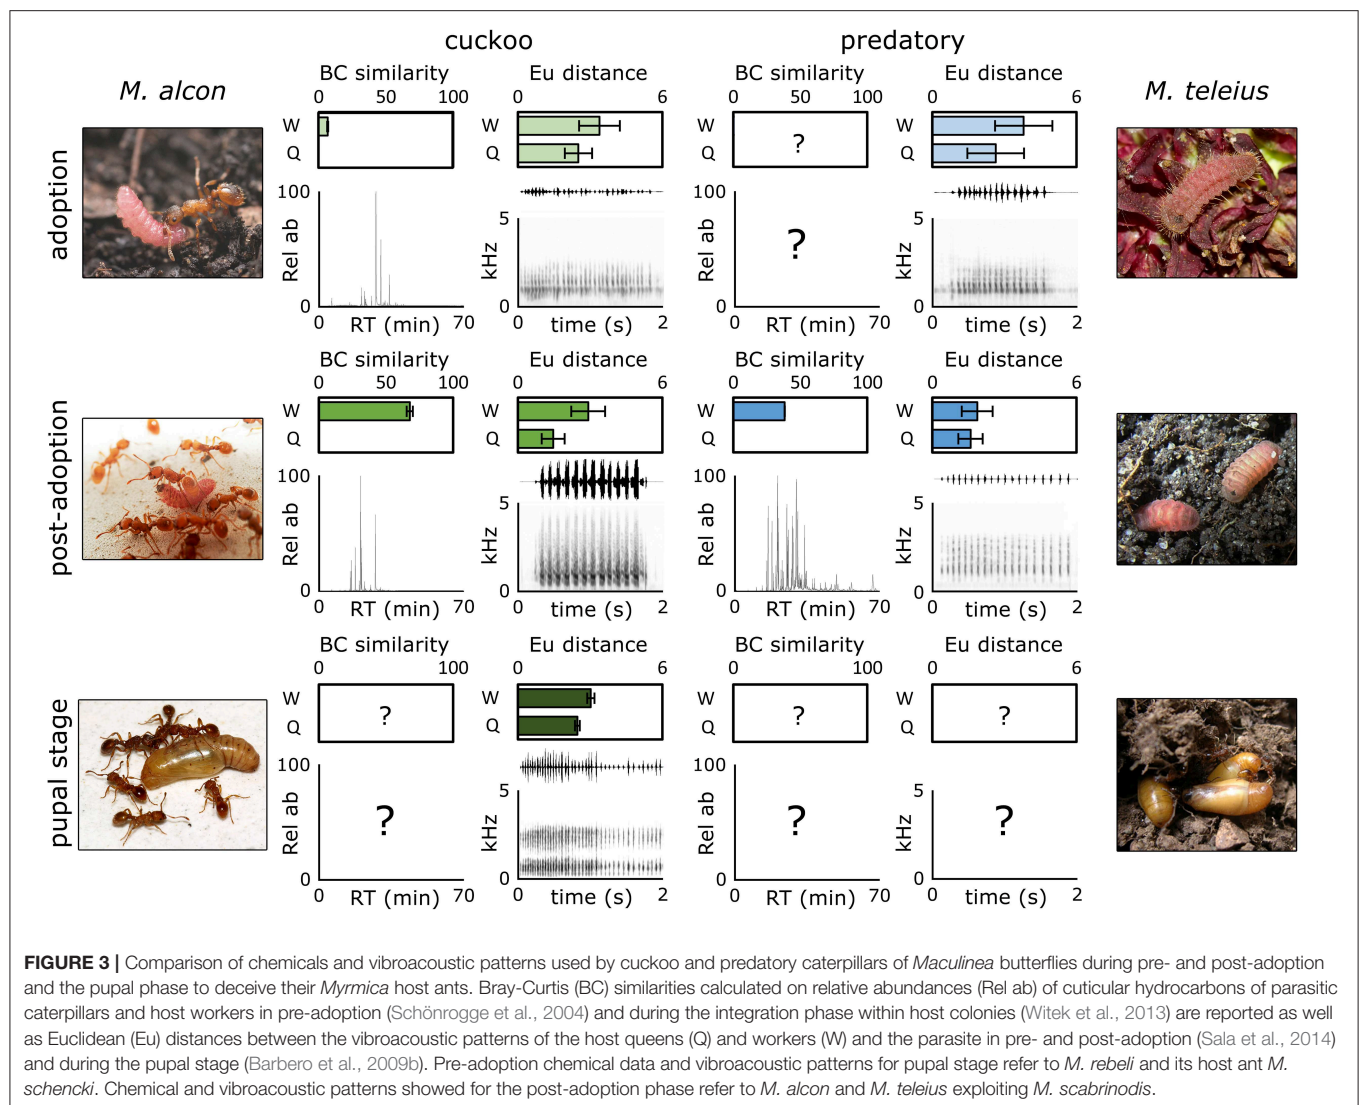 cuckoo predatory
M. alcon BC similarity Eu distance BC similarity Eu distance M. teleius
0 50 100 0 6 0 50 100 0 6
adoption
W W W W
Q Q ? Q Q
100 5 100 5
Rel ab kHz Rel ab ? kHz
0 0 0 0
0 RT (min) 70 0 time (s) 2 0 RT (min) 70 0 time (s) 2
BC similarity Eu distance BC similarity Eu distance
0 50 100 0 6 0 50 100 0 6
post-adoption
W W W W
Q Q Q Q
100 5 100 5
Rel ab kHz Rel ab kHz
0 0 0 0
0 RT (min) 70 0 time (s) 2 0 RT (min) 70 0 time (s) 2
BC similarity Eu distance BC similarity Eu distance
0 100 0 6 0 100 0 6
pupal stage
W W W W
Q ? Q Q ? Q ?
100 5 100 5
Rel ab ? kHz Rel ab ? kHz ?
0 0 0 0
0 RT (min) 70 0 time (s) 2 0 RT (min) 70 0 time (s) 2
FIGURE 3 | Comparison of chemicals and vibroacoustic patterns used by cuckoo and predatory caterpillars of Maculinea butterflies during pre- and post-adoption
and the pupal phase to deceive their Myrmica host ants. Bray-Curtis (BC) similarities calculated on relative abundances (Rel ab) of cuticular hydrocarbons of parasitic
caterpillars and host workers in pre-adoption (Schönrogge et al., 2004) and during the integration phase within host colonies (Witek et al., 2013) are reported as well
as Euclidean (Eu) distances between the vibroacoustic patterns of the host queens (Q) and workers (W) and the parasite in pre- and post-adoption (Sala et al., 2014)
and during the pupal stage (Barbero et al., 2009b). Pre-adoption chemical data and vibroacoustic patterns for pupal stage refer to M. rebeli and its host ant M.
schencki. Chemical and vibroacoustic patterns showed for the post-adoption phase refer to M. alcon and M. teleius exploiting M. scabrinodis.